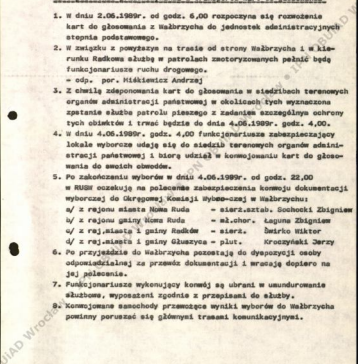 1. W dniu 2.06.1989r. od godz. 6,00 rozpoczyna się rozwożenie
kart do głosowania z Wałbrzycha do jednostek administracyjnych
stopnia podstawowego.
2. W związku z powyższym na trasie od strony Wałbrzycha i w kie-
runku Radkowa służbę w patrolach zmotoryzowanych pełnić będą
funkcjonariusze ruchu drogowego.
- odp. por. Miśkiewicz Andrzej
3. Z chwilą zdeponowania kart do głosowania w siedzibach terenowych
organów administracji państwowej w okolicach tych wyznaczona
zostanie służba patrolu pieszego z zadaniem szczególnej ochrony
tych obiektów i trwać będzie do dnia 4.06.1989r. godz. 4,00.
4. W dniu 4.06.1989r. godz. 4,00 funkcjonariusze zabezpieczający
lokale wyborcze udają się do siedzib terenowych organów admini-
stracji państwowej i biorą udział w konwojowaniu kart do głoso-
wania do swoich obwodów.
5. Po zakończeniu wyborów w dniu 4.06.1989r. od godz. 22,00
w RUSW oczekują na polecenie zabezpieczenia konwoju dokumentacji
wyborczej do Okręgowej Komisji Wyborczej w Wałbrzychu:
a/ z rejonu miasta Nowa Ruda - sierż.sztab. Sochocki Zbigniew
b/ z rejonu gminy Nowa Ruda - mł.chor. Łaguna Zbigniew
c/ z rej.miasta i gminy Radków - sierż. Świrko Wiktor
d/ z rej.miasta i gminy Głuszyca - plut. Kroczyński Jerzy
6. Po przyjeździe do Wałbrzycha pozostają do dyspozycji osoby
odpowiedzialnej za przewóz dokumentacji i wracają dopiero na
jej polecenie.
7. Funkcjonariusze wykonujący konwój są ubrani w umundurowanie
służbowe, wyposażeni zgodnie z przepisami do służby.
8. Konwojowane samochody przewożące wyniki wyborów do Wałbrzycha
powinny poruszać się głównymi trasami komunikacyjnymi.